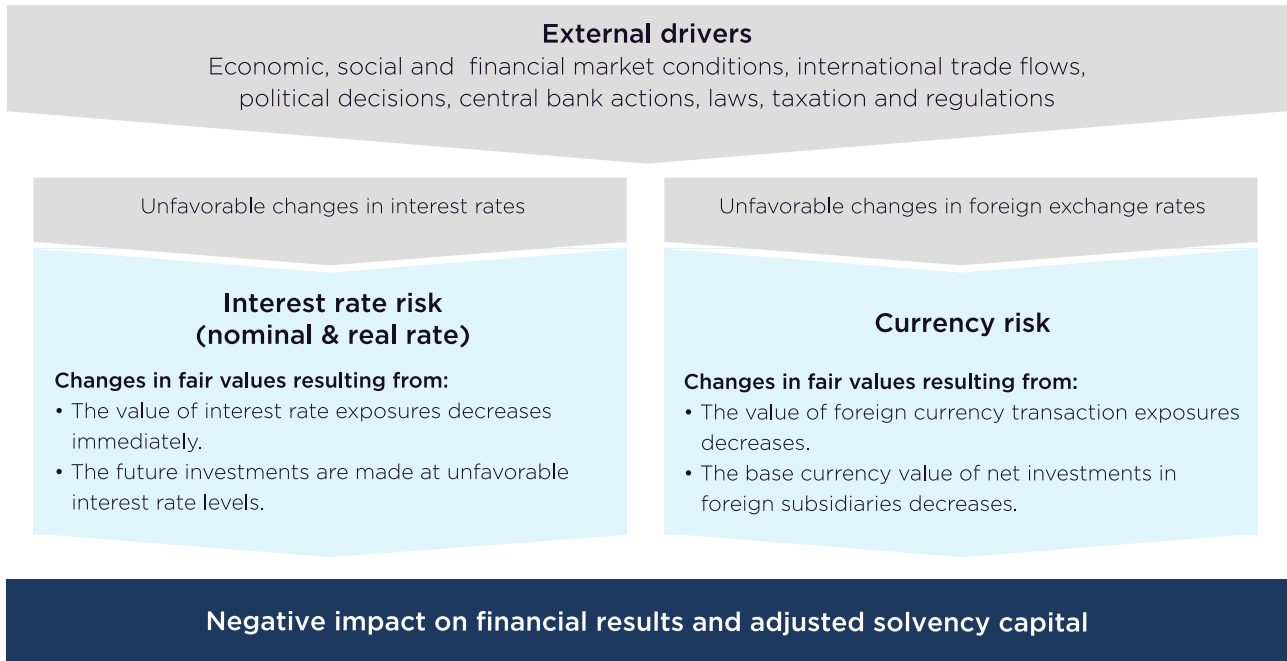 External drivers
Economic, social and financial market conditions, international trade flows,
political decisions, central bank actions, laws, taxation and regulations
Unfavorable changes in interest rates
Interest rate risk
(nominal & real rate)
Changes in fair values resulting from:
• The value of interest rate exposures decreases
immediately.
• The future investments are made at unfavorable
interest rate levels.
Unfavorable changes in foreign exchange rates
Currency risk
Changes in fair values resulting from:
• The value of foreign currency transaction exposures
decreases.
• The base currency value of net investments in
foreign subsidiaries decreases.
Negative impact on financial results and adjusted solvency capital